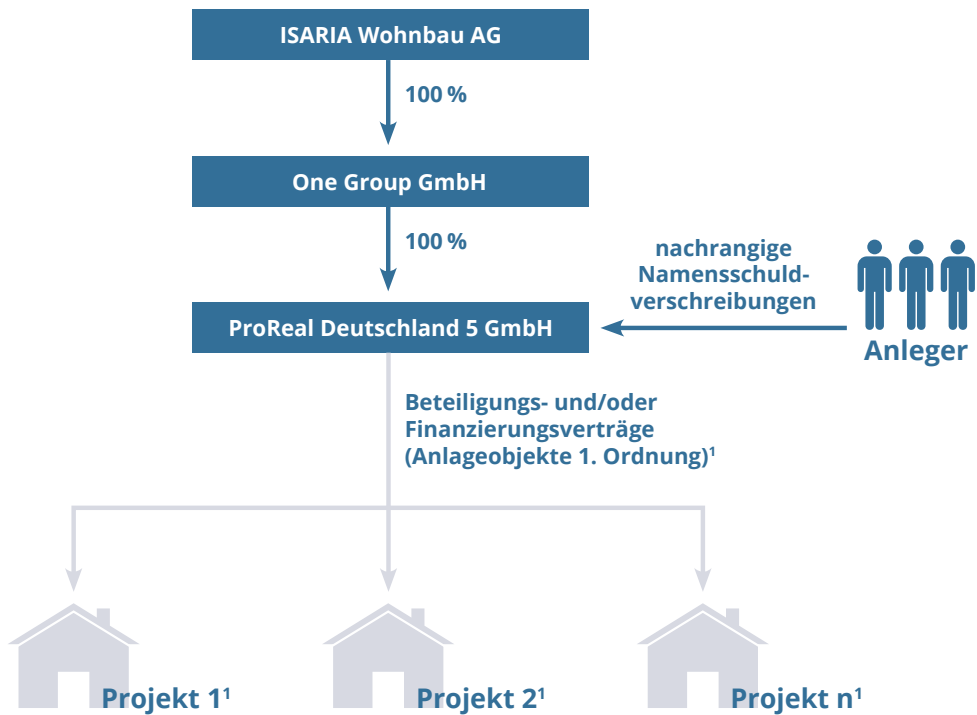 ISARIA Wohnbau AG
100 %
One Group GmbH
100 %
nachrangige
Namensschuld-
verschreibungen
ProReal Deutschland 5 GmbH
Anleger
Beteiligungs- und/oder
Finanzierungsverträge
(Anlageobjekte 1. Ordnung)¹
Projekt 1¹
Projekt 2¹
Projekt n¹